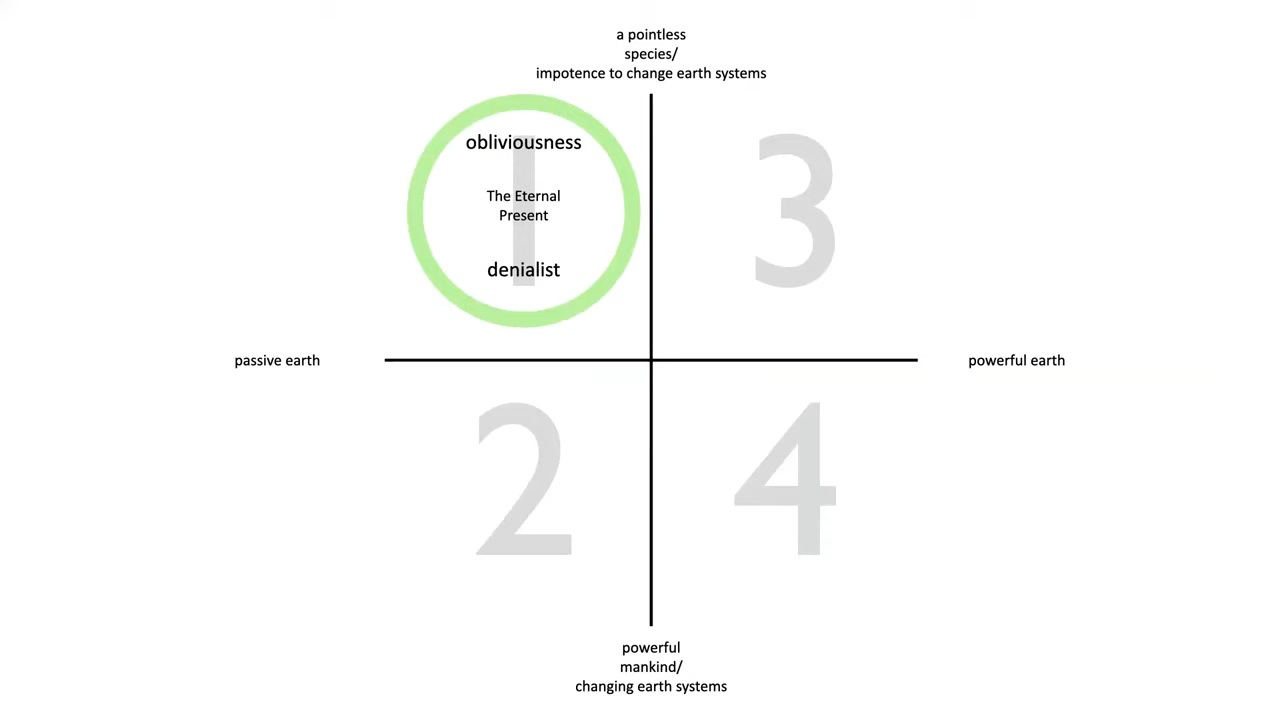 a pointless
species/
impotence to change earth systems
obliviousness
1
3
The Eternal
Present
denialist
passive earth
powerful earth
2
4
powerful
mankind/
changing earth systems